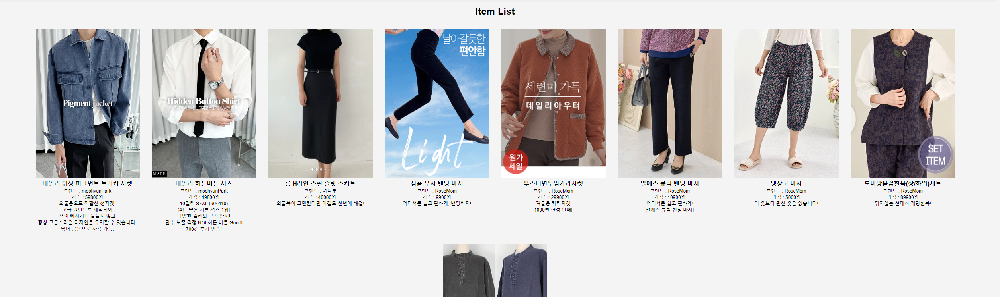 Item List
Pigment jacket
데일리 워싱 피그먼트 트러커 자켓
브랜드 : moohyunPark
가격 : 59800원
외출용으로 적합한 청자켓.
고급 원단으로 제작되어
색이 빠지거나 물들지 않고
항상 고급스러운 디자인을 유지할 수 있습니다.
남녀 공용으로 사용 가능.
Hidden Button Shirt
MADE
데일리 히든버튼 셔츠
브랜드 : moohyunPark
가격 : 19800원
10컬러 S~XL (90~110)
원단 좋은 기본 셔츠 1위!
다양한 컬러와 구김 방지!
단추 노출 걱정 NO! 히든 버튼 Good!
700건 후기 인증!
롱 H라인 스판 슬릿 스커트
브랜드 : 여니루
가격 : 40000원
외출복이 고민된다면 이걸로 한번에 해결!
날아갈듯한
편안함
Light
심플 무지 밴딩 바지
브랜드 : RoseMom
가격 : 9900원
어디서든 쉽고 편하게, 밴딩바지!
세련미 가득
데일리아우터
원가
세일
부스터면누빔카라자켓
브랜드 : RoseMom
가격 : 29900원
겨울용 카라자켓
1000벌 한정 판매!
알에스 큐빅 밴딩 바지
브랜드 : RoseMom
가격 : 10900원
어디서든 쉽고 편하게!
알에스 큐빅 밴딩 바지!
냉장고 바지
브랜드 : RoseMom
가격 : 5000원
이 옷보다 편한 옷은 없습니다!
SET
ITEM
도비방울꽃한복(상/하의)세트
브랜드 : RoseMom
가격 : 89900원
튀지않는 현대식 개량한복!